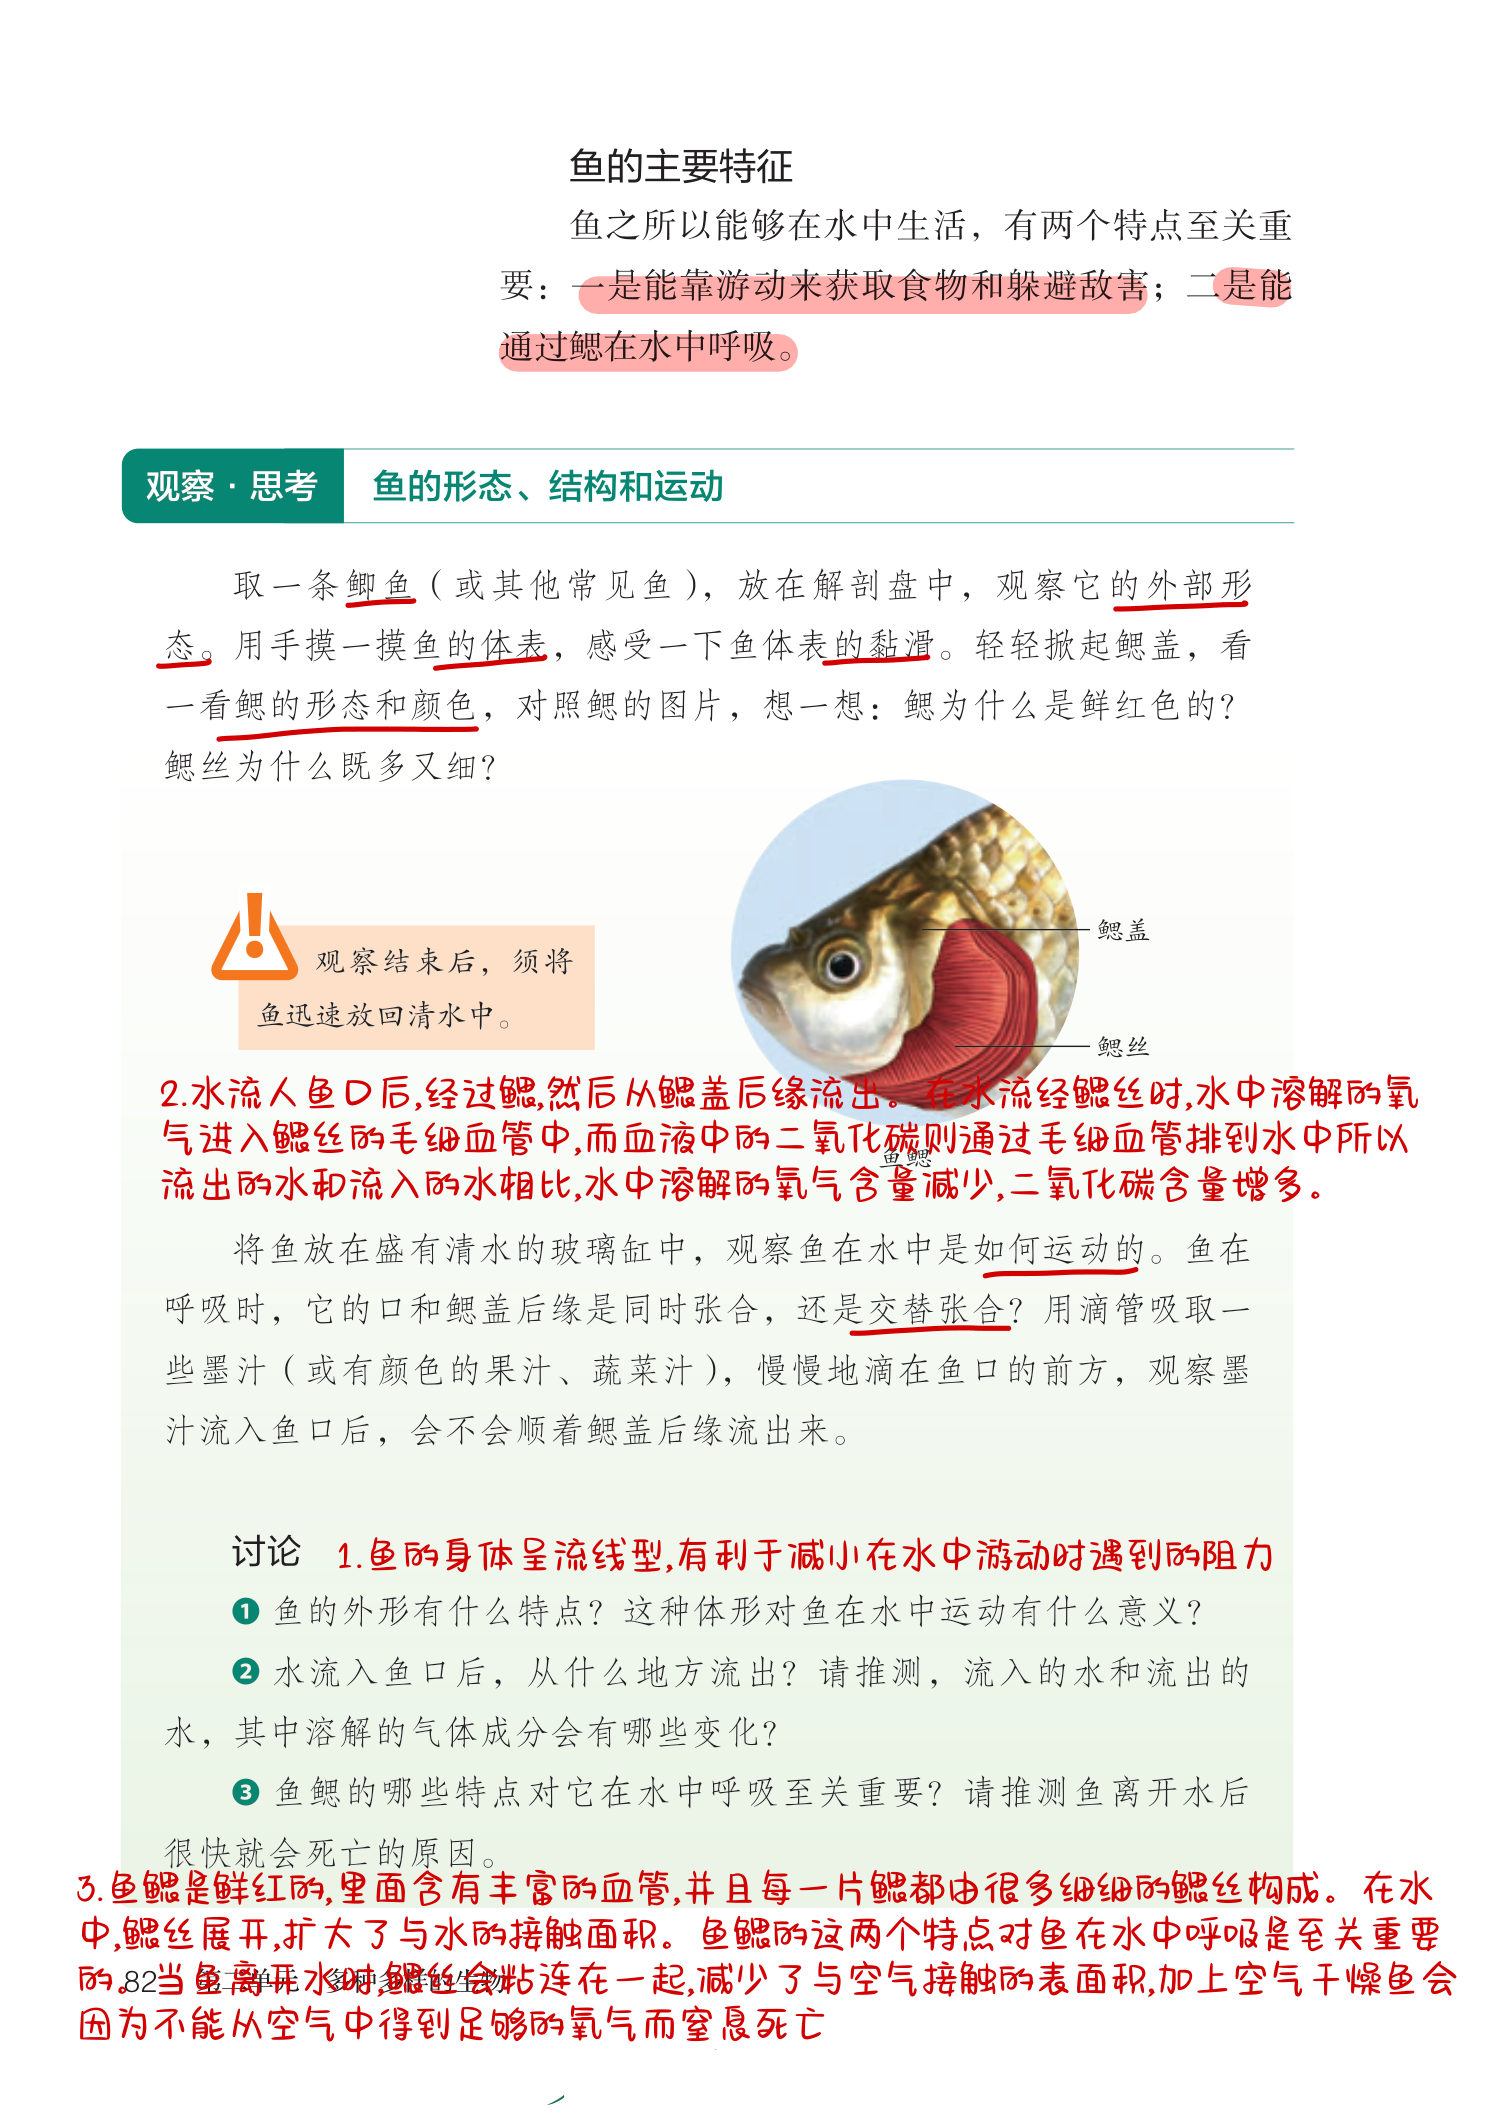 鱼的主要特征
鱼之所以能够在水中生活，有两个特点至关重
要：一是能靠游动来获取食物和躲避敌害；二是能
通过鳃在水中呼吸。
观察·思考 鱼的形态、结构和运动
取一条鲫鱼（或其他常见鱼），放在解剖盘中，观察它的外部形
态。用手摸一摸鱼的体表，感受一下鱼体表的黏滑。轻轻掀起鳃盖，看
一看鳃的形态和颜色，对照鳃的图片，想一想：鳃为什么是鲜红色的？
鳃丝为什么既多又细？
观察结束后，须将
鱼迅速放回清水中。
鳃盖
鳃丝
2.水流人鱼口后,经过鳃,然后从鳃盖后缘流出。在水流经鳃丝时,水中溶解的氧
气进入鳃丝的毛细血管中,而血液中的二氧化碳则通过毛细血管排到水中所以
鱼鳃
流出的水和流入的水相比,水中溶解的氧气含量减少,二氧化碳含量增多。
将鱼放在盛有清水的玻璃缸中，观察鱼在水中是如何运动的。鱼在
呼吸时，它的口和鳃盖后缘是同时张合，还是交替张合？用滴管吸取一
些墨汁（或有颜色的果汁、蔬菜汁），慢慢地滴在鱼口的前方，观察墨
汁流入鱼口后，会不会顺着鳃盖后缘流出来。
讨论 1.鱼的身体呈流线型,有利于减小在水中游动时遇到的阻力
1 鱼的外形有什么特点？这种体形对鱼在水中运动有什么意义？
2 水流入鱼口后，从什么地方流出？请推测，流入的水和流出的
水，其中溶解的气体成分会有哪些变化？
3 鱼鳃的哪些特点对它在水中呼吸至关重要？请推测鱼离开水后
很快就会死亡的原因。
3.鱼鳃是鲜红的,里面含有丰富的血管,并且每一片鳃都由很多细细的鳃丝构成。在水
中,鳃丝展开,扩大了与水的接触面积。鱼鳃的这两个特点对鱼在水中呼吸是至关重要
的。当鱼离开水时,鳃丝会粘连在一起,减少了与空气接触的表面积,加上空气干燥鱼会
82 第二单元 多种多样的生物
因为不能从空气中得到足够的氧气而窒息死亡